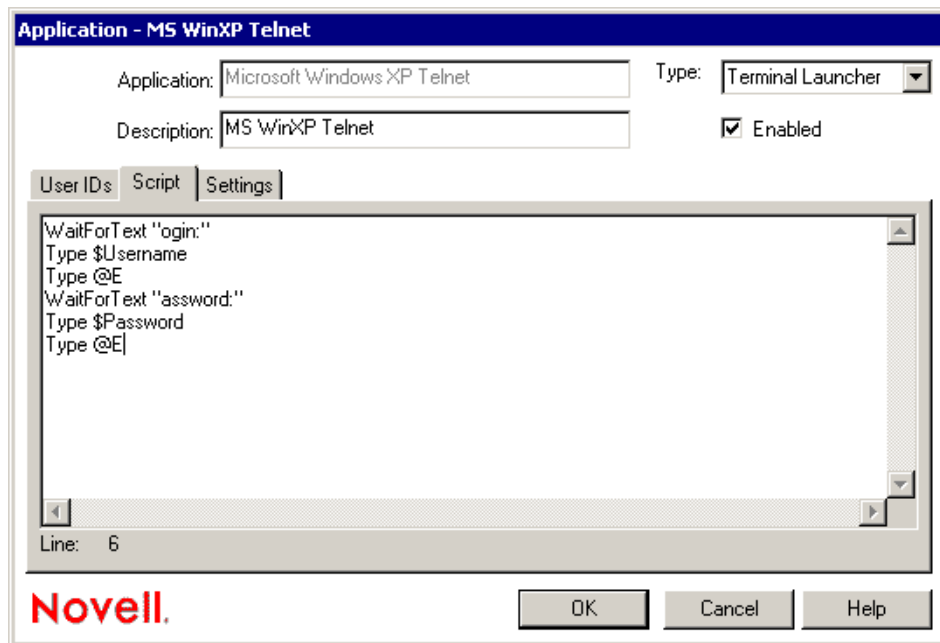 Application - MS WinXP Telnet
Application: Microsoft Windows XP Telnet Type: Terminal Launcher
Description: MS WinXP Telnet Enabled
User IDs Script Settings
WaitForText "ogin:"
Type $Username
Type @E
WaitForText "assword:"
Type $Password
Type @E
Line: 6
Novell. OK Cancel Help